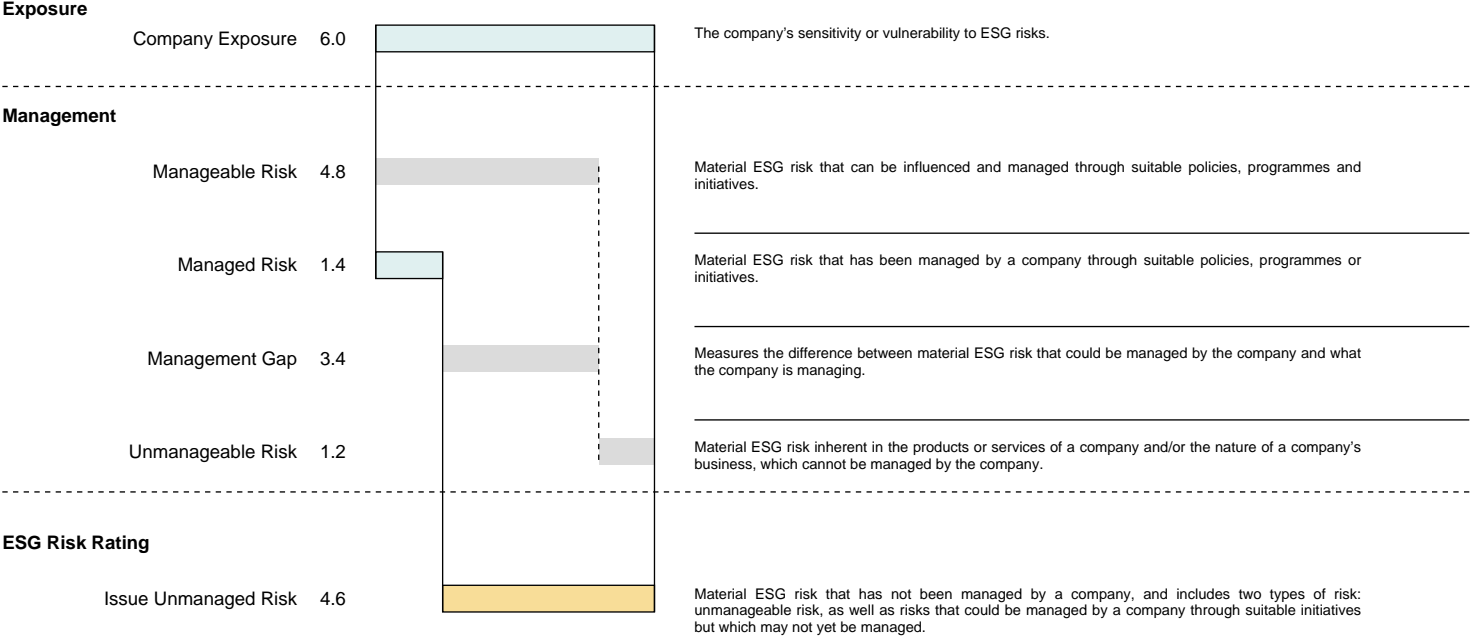 Exposure
Company Exposure 6.0
The company’s sensitivity or vulnerability to ESG risks.
Management
Manageable Risk 4.8
Material ESG risk that can be influenced and managed through suitable policies, programmes and
initiatives.
Managed Risk 1.4
Material ESG risk that has been managed by a company through suitable policies, programmes or
initiatives.
Management Gap 3.4
Measures the difference between material ESG risk that could be managed by the company and what
the company is managing.
Unmanageable Risk 1.2
Material ESG risk inherent in the products or services of a company and/or the nature of a company’s
business, which cannot be managed by the company.
ESG Risk Rating
Issue Unmanaged Risk 4.6
Material ESG risk that has not been managed by a company, and includes two types of risk:
unmanageable risk, as well as risks that could be managed by a company through suitable initiatives
but which may not yet be managed.